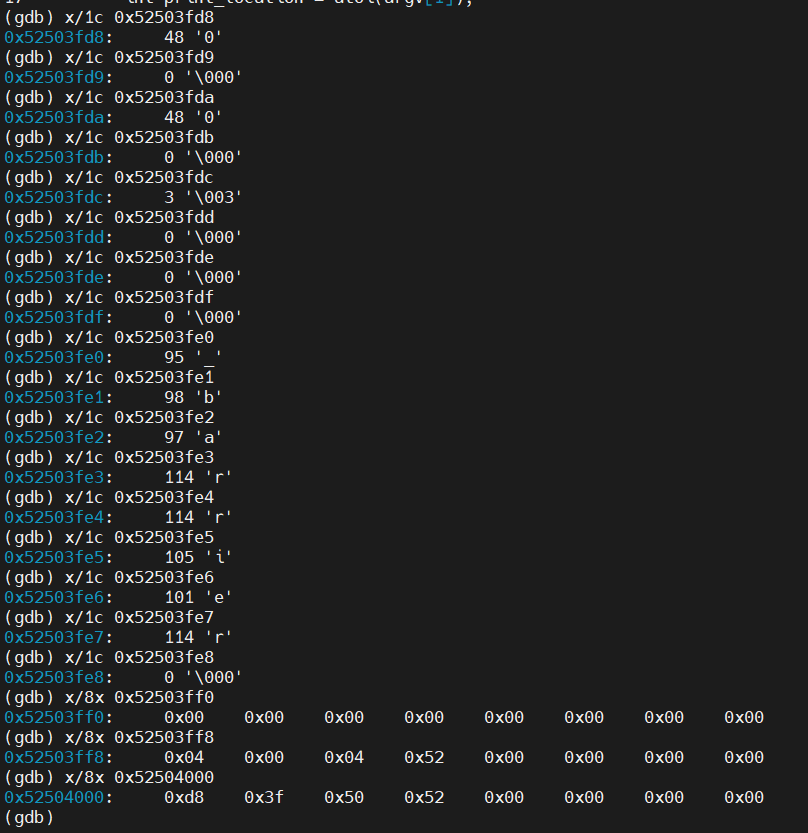 (gdb) x/1c 0x52503fd8
0x52503fd8:     48 '0'
(gdb) x/1c 0x52503fd9
0x52503fd9:     0 '\000'
(gdb) x/1c 0x52503fda
0x52503fda:     48 '0'
(gdb) x/1c 0x52503fdb
0x52503fdb:     0 '\000'
(gdb) x/1c 0x52503fdc
0x52503fdc:     3 '\003'
(gdb) x/1c 0x52503fdd
0x52503fdd:     0 '\000'
(gdb) x/1c 0x52503fde
0x52503fde:     0 '\000'
(gdb) x/1c 0x52503fdf
0x52503fdf:     0 '\000'
(gdb) x/1c 0x52503fe0
0x52503fe0:     95 '_'
(gdb) x/1c 0x52503fe1
0x52503fe1:     98 'b'
(gdb) x/1c 0x52503fe2
0x52503fe2:     97 'a'
(gdb) x/1c 0x52503fe3
0x52503fe3:     114 'r'
(gdb) x/1c 0x52503fe4
0x52503fe4:     114 'r'
(gdb) x/1c 0x52503fe5
0x52503fe5:     105 'i'
(gdb) x/1c 0x52503fe6
0x52503fe6:     101 'e'
(gdb) x/1c 0x52503fe7
0x52503fe7:     114 'r'
(gdb) x/1c 0x52503fe8
0x52503fe8:     0 '\000'
(gdb) x/8x 0x52503ff0
0x52503ff0:     0x00    0x00    0x00    0x00    0x00    0x00    0x00    0x00
(gdb) x/8x 0x52503ff8
0x52503ff8:     0x04    0x00    0x04    0x52    0x00    0x00    0x00    0x00
(gdb) x/8x 0x52504000
0x52504000:     0xd8    0x3f    0x50    0x52    0x00    0x00    0x00    0x00
(gdb)